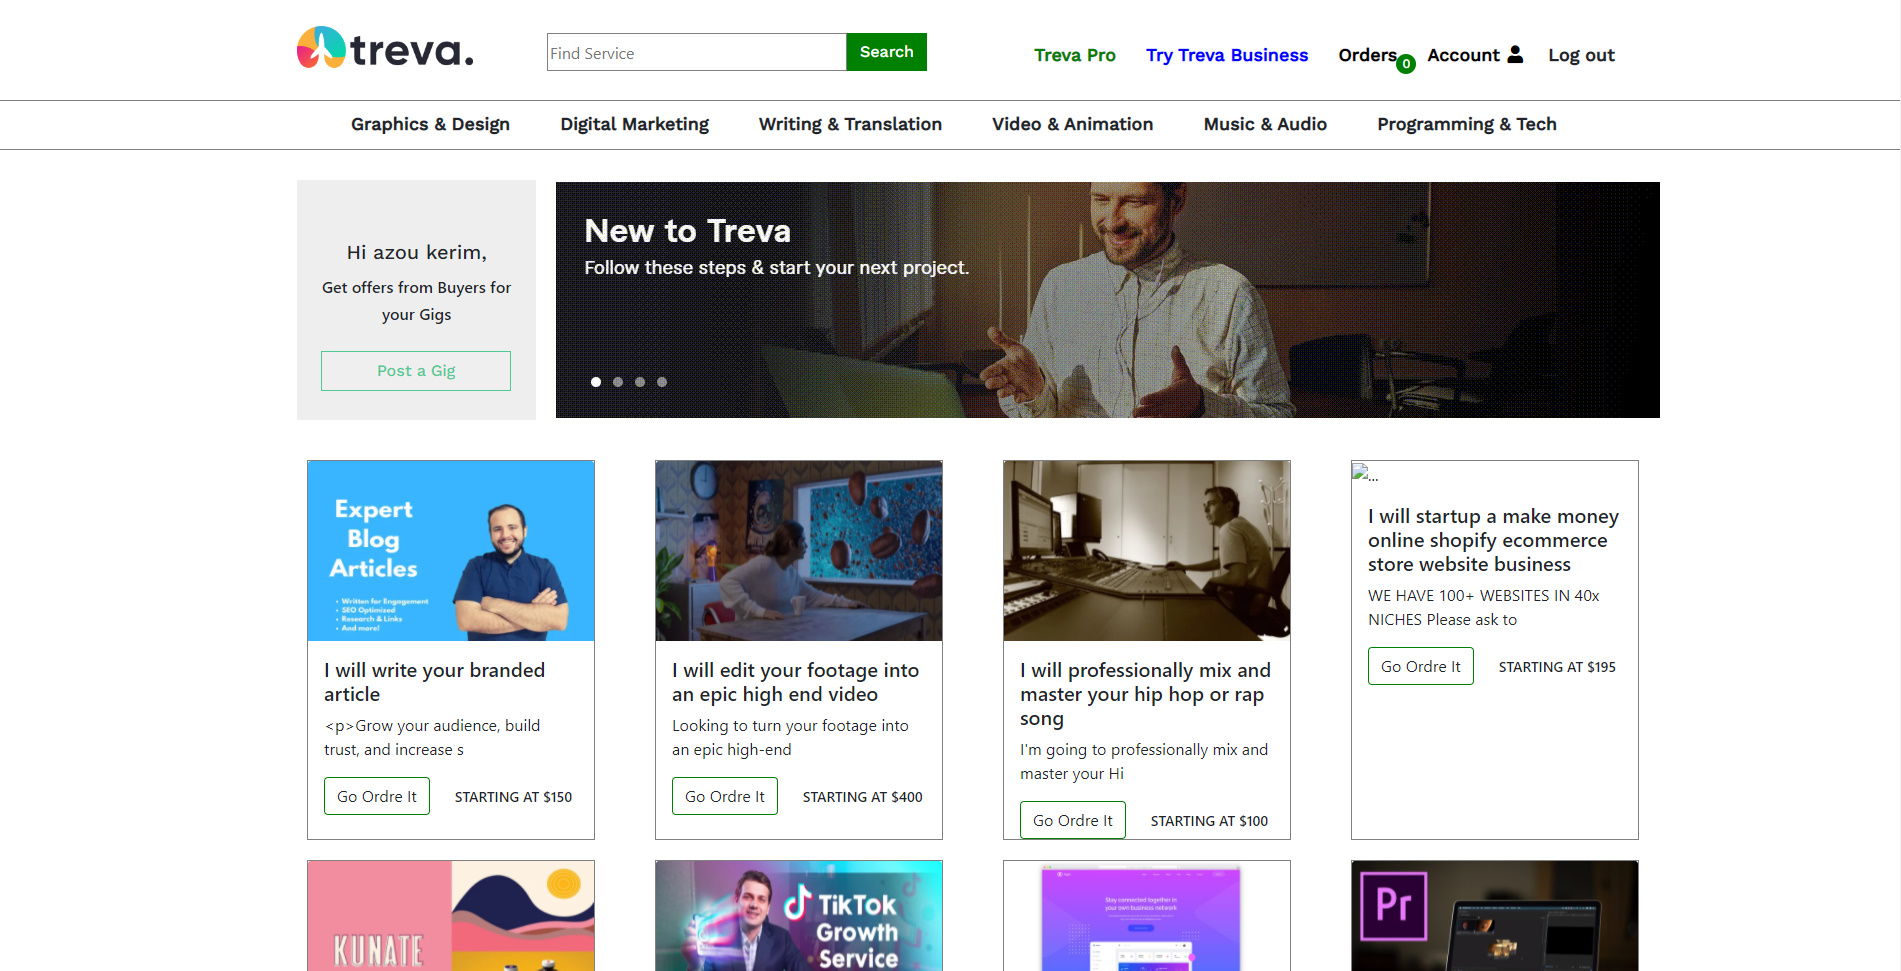 treva.
Find Service
Search
Treva Pro
Try Treva Business
Orders
0
Account
Log out
Graphics & Design
Digital Marketing
Writing & Translation
Video & Animation
Music & Audio
Programming & Tech
Hi azou kerim,
Get offers from Buyers for
your Gigs
Post a Gig
New to Treva
Follow these steps & start your next project.
Expert
Blog
Articles
• Written for Engagement
• SEO Optimized
• Research & Links
• And more!
I will write your branded
article
<p>Grow your audience, build
trust, and increase s
Go Ordre It
STARTING AT $150
I will edit your footage into
an epic high end video
Looking to turn your footage into
an epic high-end
Go Ordre It
STARTING AT $400
I will professionally mix and
master your hip hop or rap
song
I'm going to professionally mix and
master your Hi
Go Ordre It
STARTING AT $100
...
I will startup a make money
online shopify ecommerce
store website business
WE HAVE 100+ WEBSITES IN 40x
NICHES Please ask to
Go Ordre It
STARTING AT $195
KUNATE
TikTok
Growth
Service
Stay connected together in
your own business network
Pr